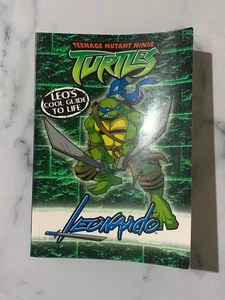 TEENAGE MUTANT NINJA
TURTLES
LEO'S
COOL GUIDE
TO LIFE
LEONARDO